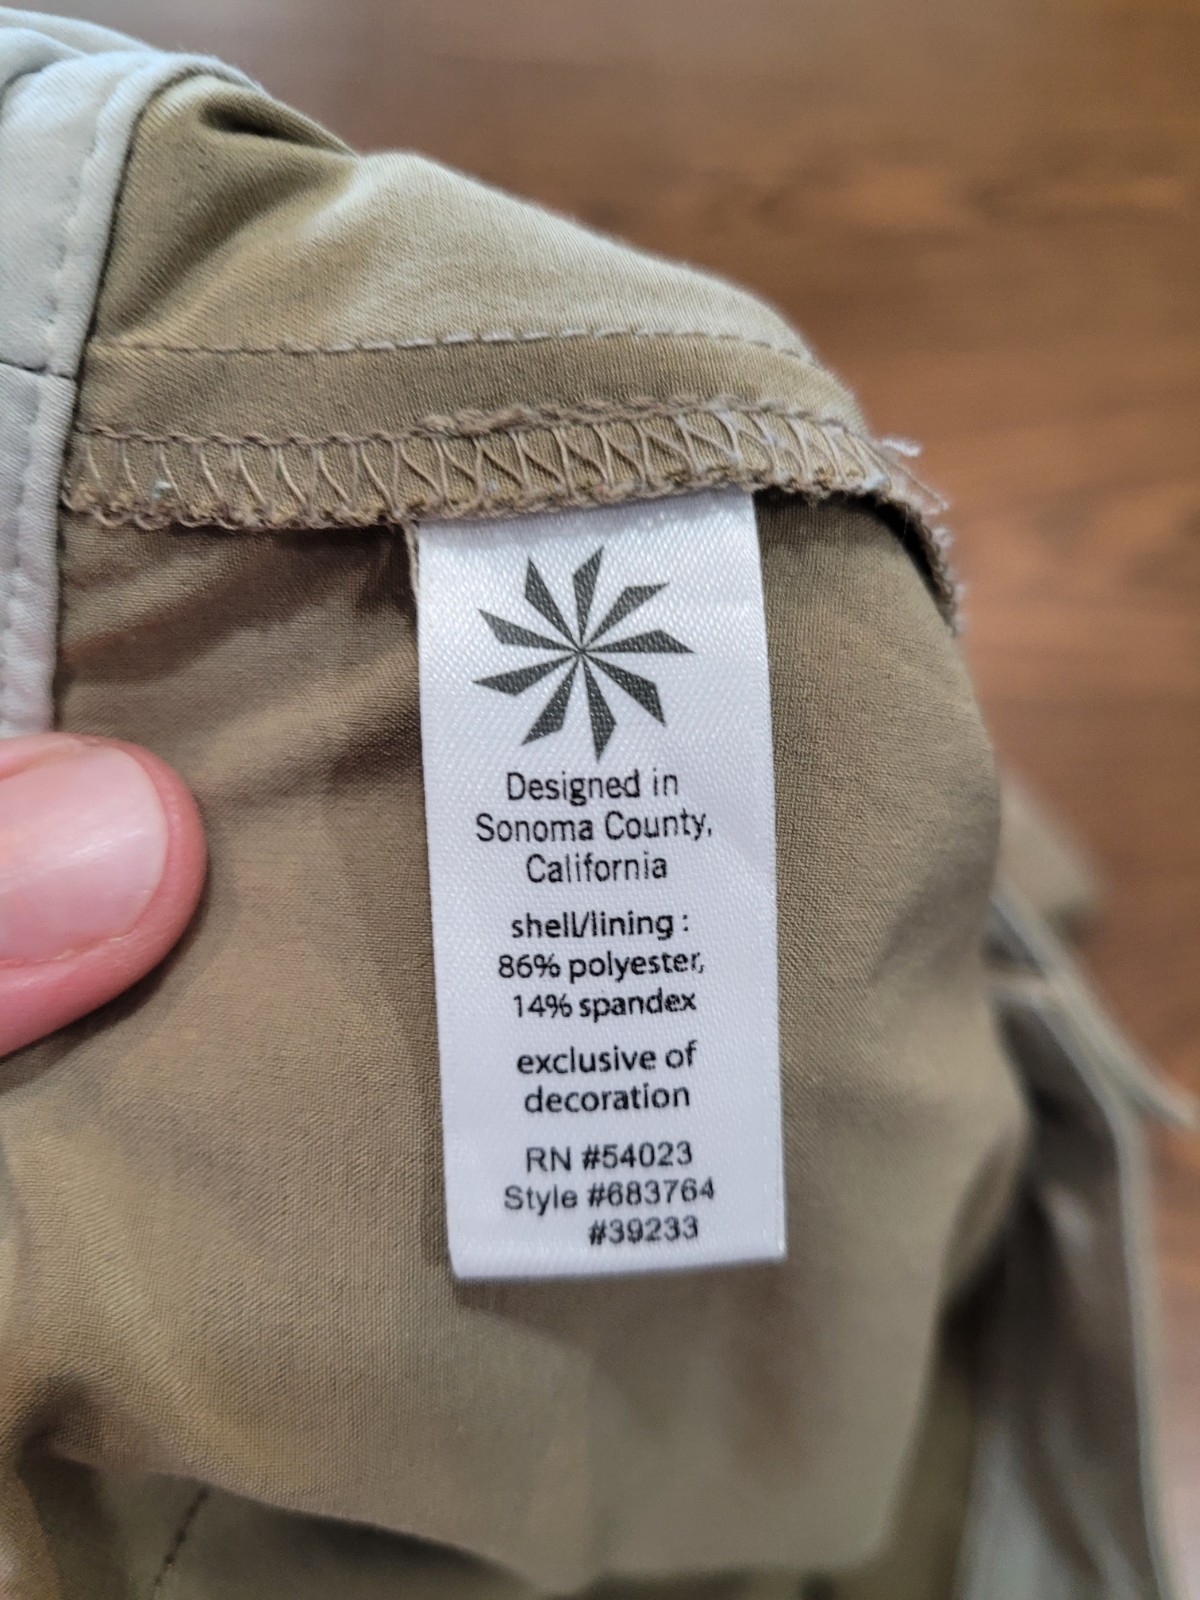 Designed in
Sonoma County,
California
shell/lining :
86% polyester,
14% spandex
exclusive of
decoration
RN #54023
Style #683764
#39233